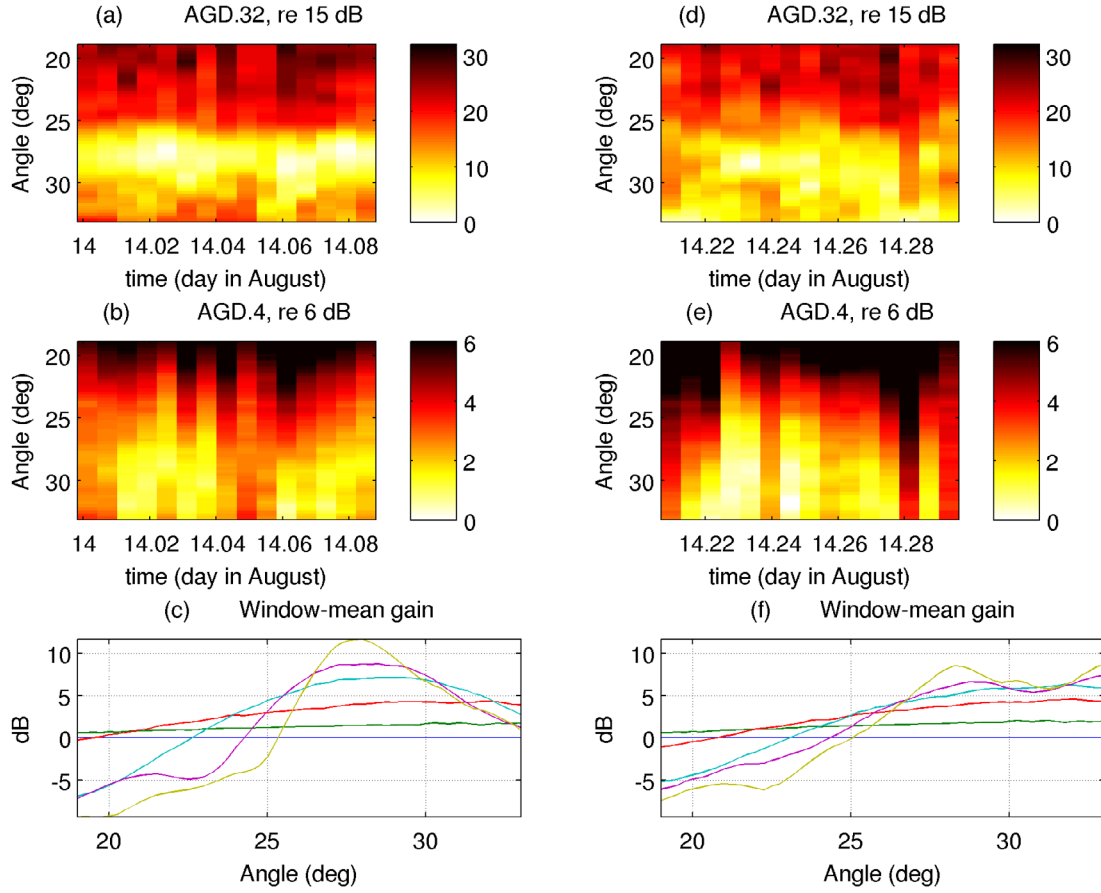 (a) AGD.32, re 15 dB
Angle (deg)
20
25
30
14 14.02 14.04 14.06 14.08
time (day in August)
30
20
10
0
(d) AGD.32, re 15 dB
Angle (deg)
20
25
30
14.22 14.24 14.26 14.28
time (day in August)
30
20
10
0
(b) AGD.4, re 6 dB
Angle (deg)
20
25
30
14 14.02 14.04 14.06 14.08
time (day in August)
6
4
2
0
(e) AGD.4, re 6 dB
Angle (deg)
20
25
30
14.22 14.24 14.26 14.28
time (day in August)
6
4
2
0
(c) Window-mean gain
dB
10
5
0
-5
20 25 30
Angle (deg)
(f) Window-mean gain
dB
10
5
0
-5
20 25 30
Angle (deg)